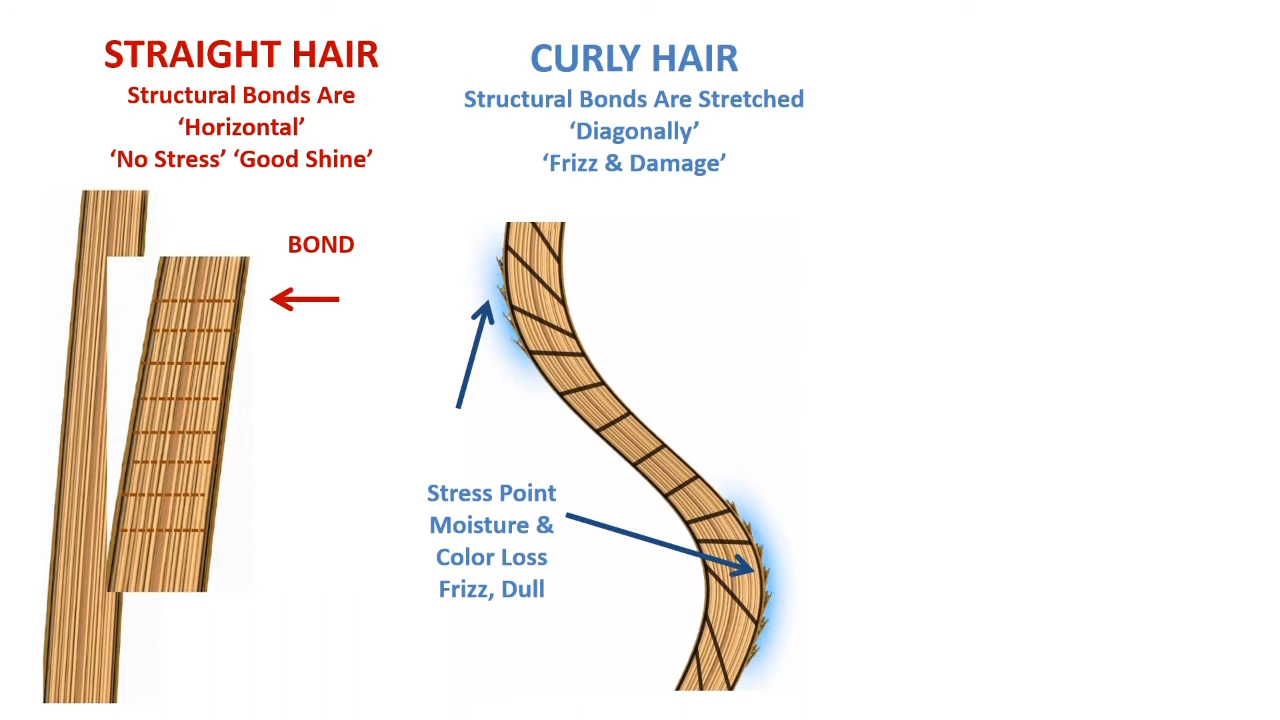 STRAIGHT HAIR
Structural Bonds Are
‘Horizontal’
‘No Stress’ ‘Good Shine’
BOND
CURLY HAIR
Structural Bonds Are Stretched
‘Diagonally’
‘Frizz & Damage’
Stress Point
Moisture &
Color Loss
Frizz, Dull